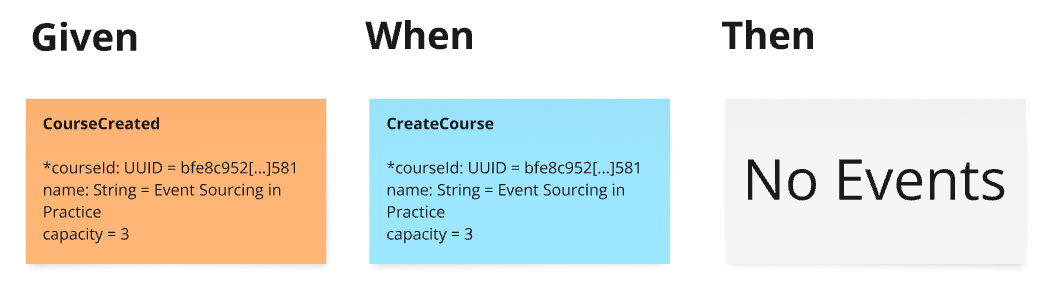 Given
When
Then
CourseCreated
*courseId: UUID = bfe8c952[...]581
name: String = Event Sourcing in
Practice
capacity = 3
CreateCourse
*courseId: UUID = bfe8c952[...]581
name: String = Event Sourcing in
Practice
capacity = 3
No Events